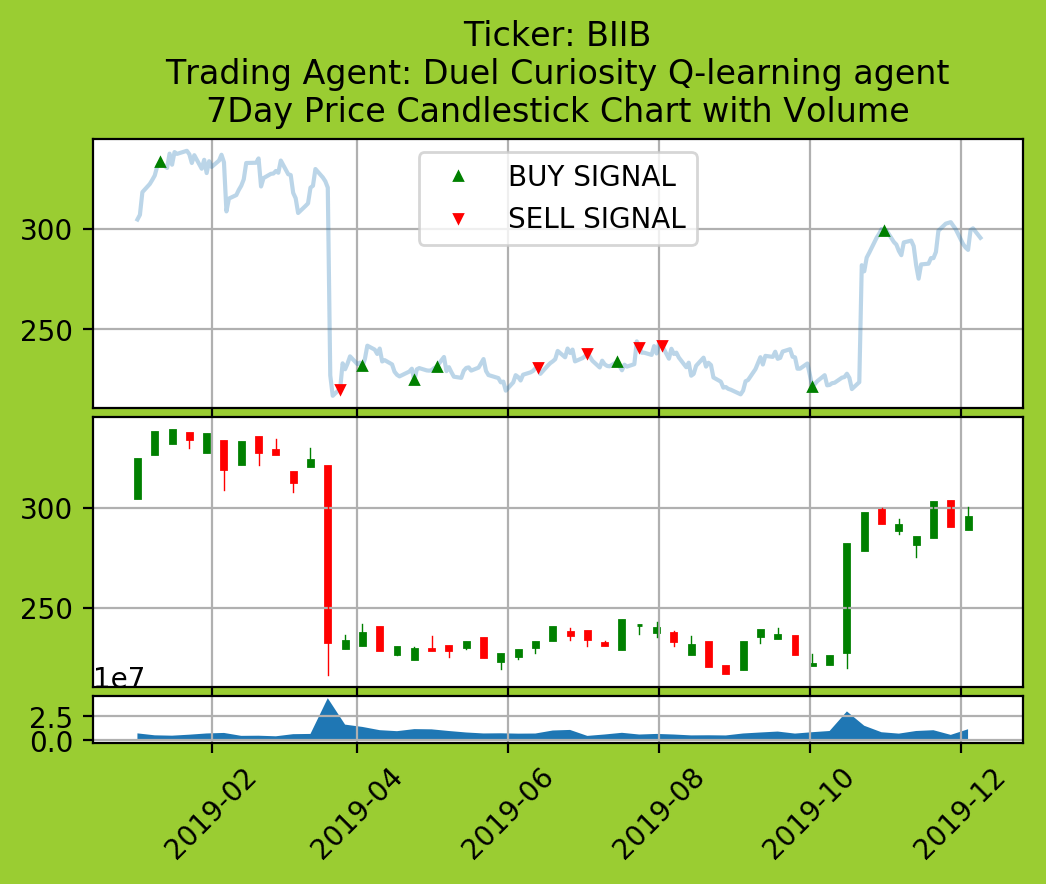 Ticker: BIIB
Trading Agent: Duel Curiosity Q-learning agent
7Day Price Candlestick Chart with Volume
BUY SIGNAL
SELL SIGNAL
300
250
300
250
1e7
2.5
0.0
2019-02
2019-04
2019-06
2019-08
2019-10
2019-12